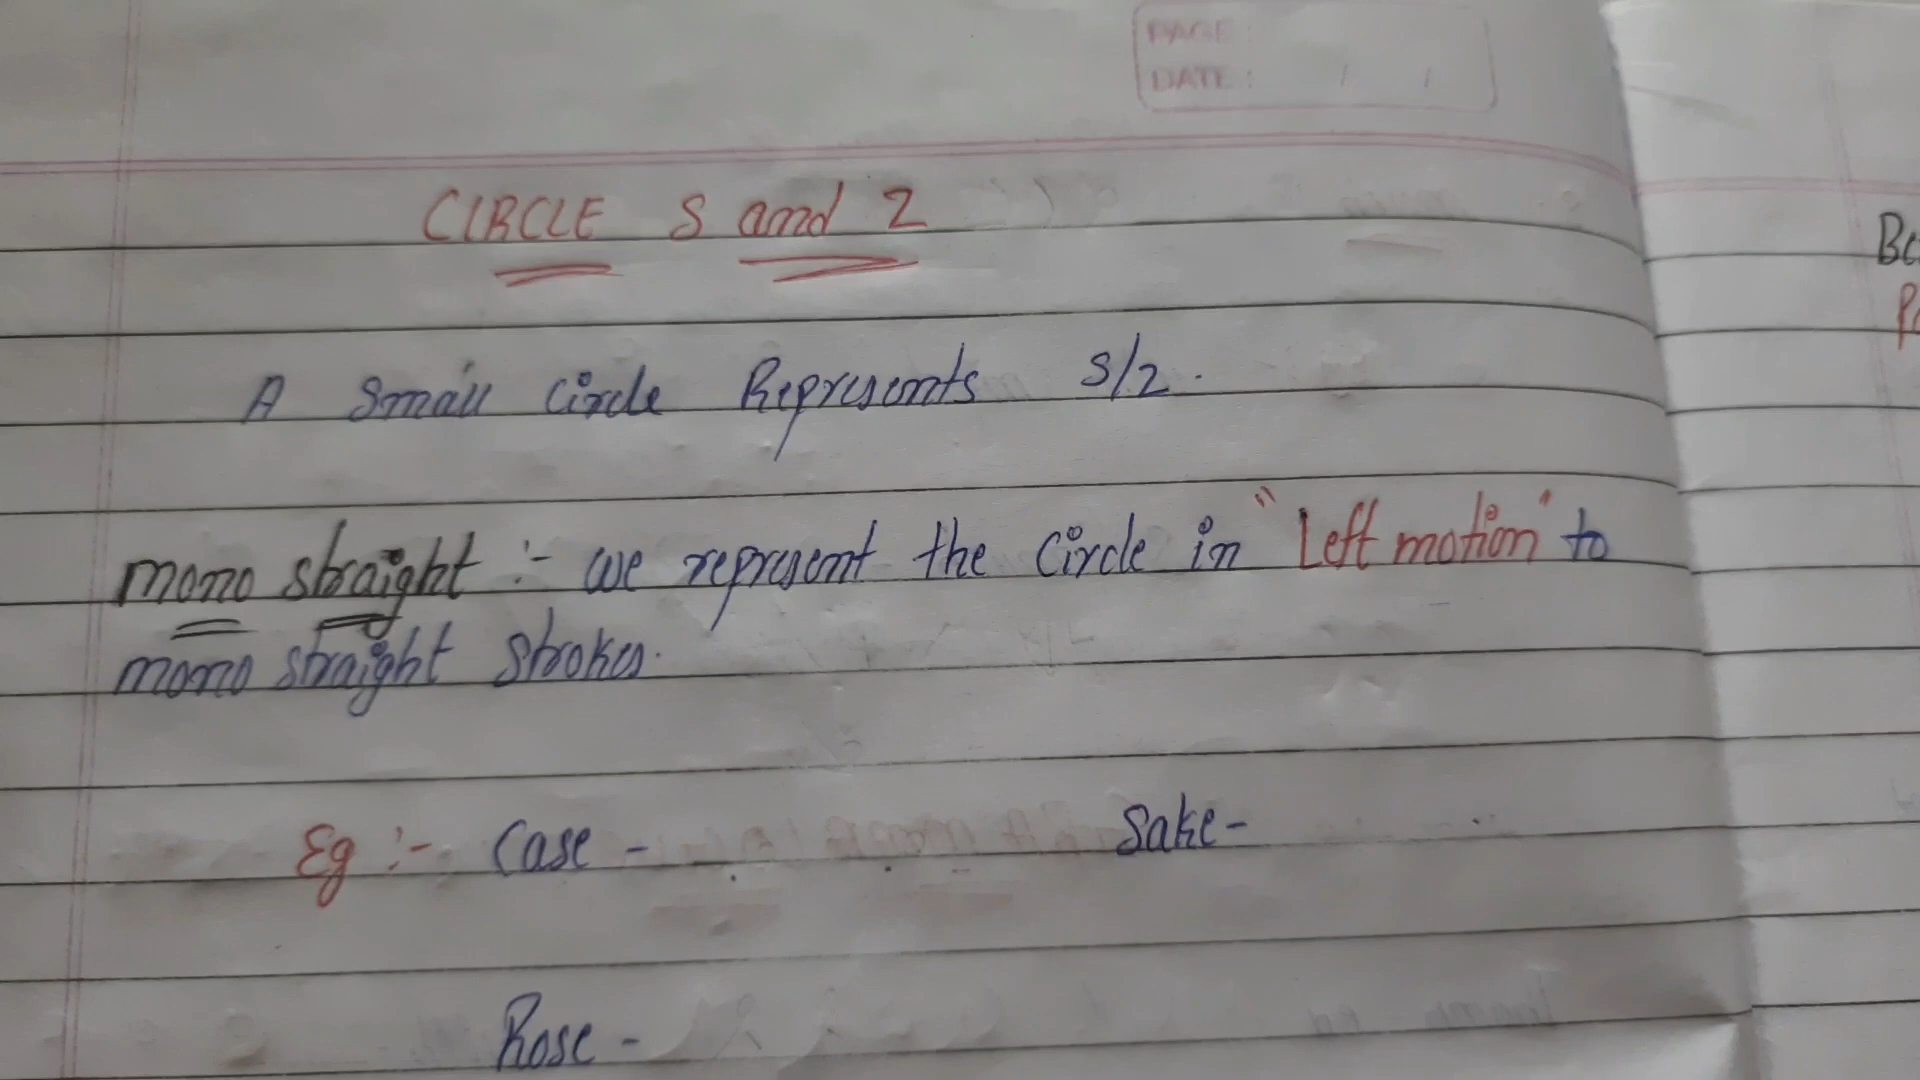 PAGE:
DATE: / /
CIRCLE S and Z
A Small Circle Represents S/Z.
mono straight :- we represent the circle in "Left motion" to
mono straight strokes.
Eg :- Case - Sake-
Rose -